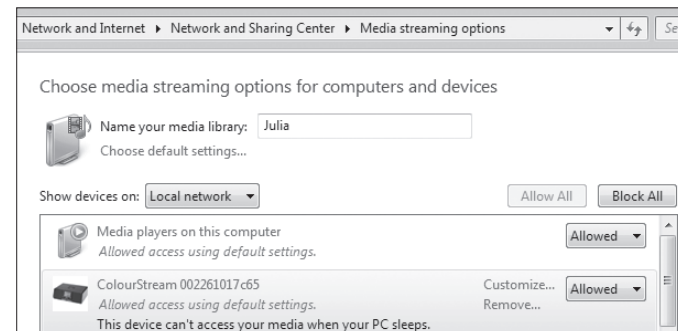 Network and Internet ▸ Network and Sharing Center ▸ Media streaming options
Se
Choose media streaming options for computers and devices
Name your media library: Julia
Choose default settings...
Show devices on: Local network
Allow All
Block All
Media players on this computer
Allowed
Allowed access using default settings.
ColourStream 002261017c65
Customize...
Allowed
Allowed access using default settings.
Remove...
This device can't access your media when your PC sleeps.